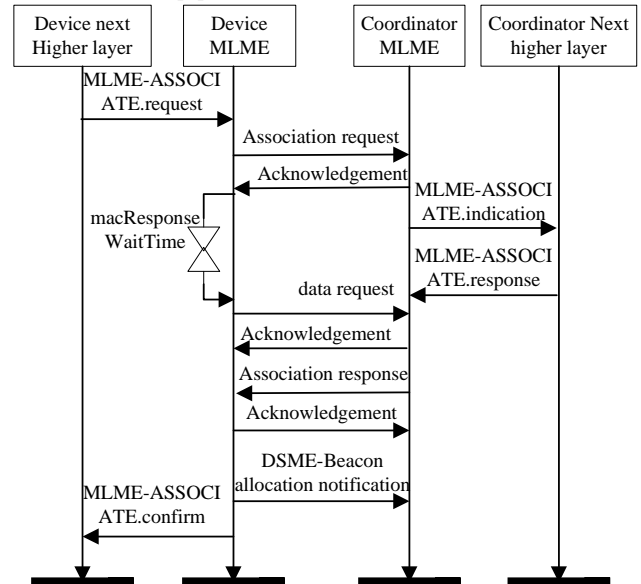 Device next
Higher layer
Device
MLME
Coordinator
MLME
Coordinator Next
higher layer
MLME-ASSOCI
ATE.request
Association request
Acknowledgement
MLME-ASSOCI
ATE.indication
macResponse
WaitTime
MLME-ASSOCI
ATE.response
data request
Acknowledgement
Association response
Acknowledgement
DSME-Beacon
allocation notification
MLME-ASSOCI
ATE.confirm